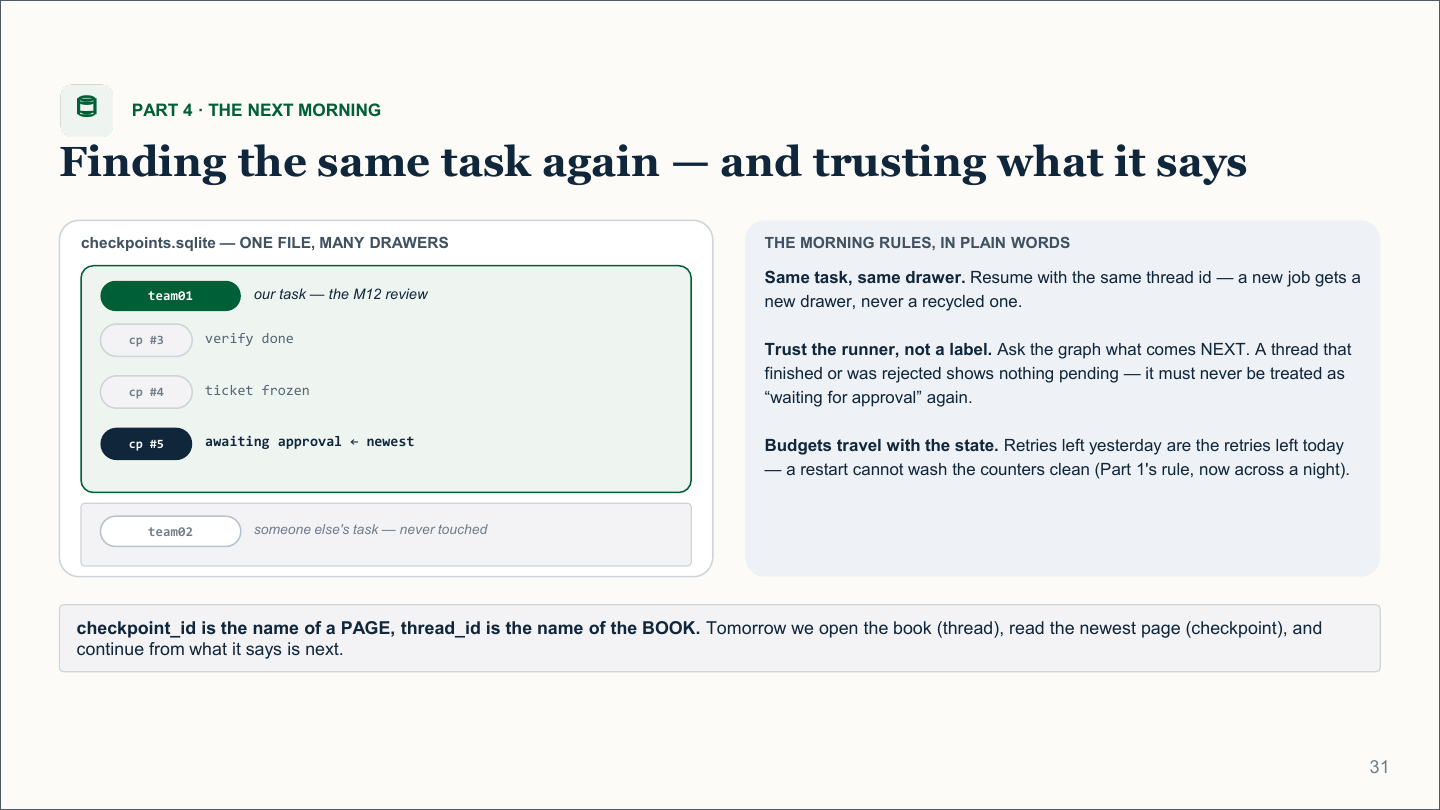 PART 4 · THE NEXT MORNING
Finding the same task again — and trusting what it says
checkpoints.sqlite — ONE FILE, MANY DRAWERS
team01
our task — the M12 review
cp #3
verify done
cp #4
ticket frozen
cp #5
awaiting approval ← newest
team02
someone else's task — never touched
THE MORNING RULES, IN PLAIN WORDS
Same task, same drawer. Resume with the same thread id — a new job gets a
new drawer, never a recycled one.
Trust the runner, not a label. Ask the graph what comes NEXT. A thread that
finished or was rejected shows nothing pending — it must never be treated as
“waiting for approval” again.
Budgets travel with the state. Retries left yesterday are the retries left today
— a restart cannot wash the counters clean (Part 1's rule, now across a night).
checkpoint_id is the name of a PAGE, thread_id is the name of the BOOK. Tomorrow we open the book (thread), read the newest page (checkpoint), and
continue from what it says is next.
31